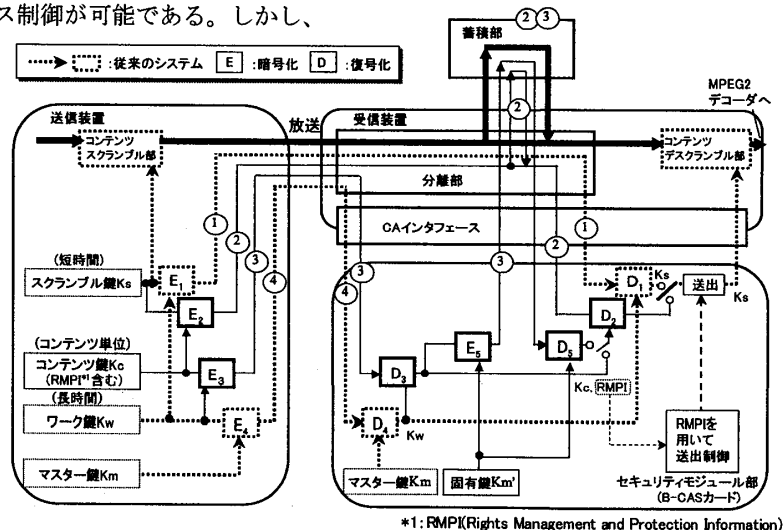 ス制御が可能である。しかし、
②③
蓄積部
:従来のシステム E :暗号化 D :復号化
MPEG2
デコーダへ
送信装置
放送
受信装置
コンテンツ
スクランブル部
②
コンテンツ
デスクランブル部
分離部
CAインタフェース
①
②
③
④
①
②
③
③
④
(短時間)
スクランブル鍵Ks
E1
E2
D1
Ks
送出
Ks
D2
(コンテンツ単位)
コンテンツ鍵Kc
(RMPI*1含む)
E3
E5
D5
D3
Kc, RMPI
(長時間)
ワーク鍵Kw
E4
D4
Kw
RMPIを
用いて
送出制御
マスター鍵Km
マスター鍵Km
固有鍵Km'
セキュリティモジュール部
(B-CASカード)
*1: RMPI(Rights Management and Protection Information)